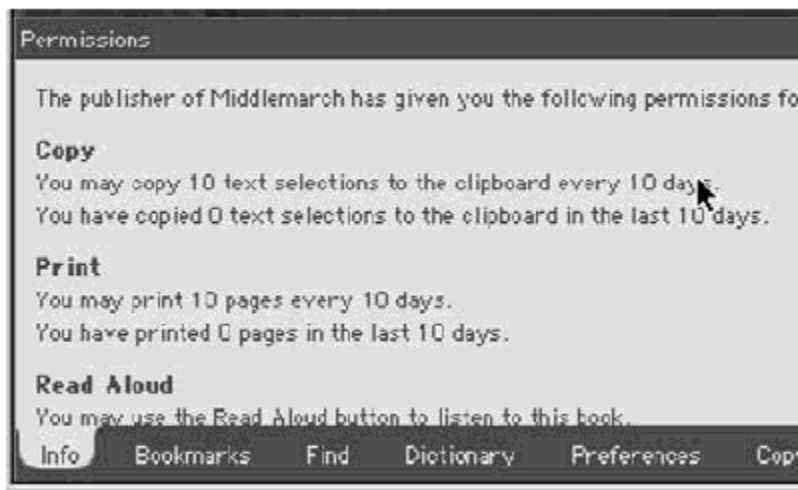 Permissions
The publisher of Middlemarch has given you the following permissions fo
Copy
You may copy 10 text selections to the clipboard every 10 days.
You have copied 0 text selections to the clipboard in the last 10 days.
Print
You may print 10 pages every 10 days.
You have printed 0 pages in the last 10 days.
Read Aloud
You may use the Read Aloud button to listen to this book.
Info Bookmarks Find Dictionary Preferences Copy